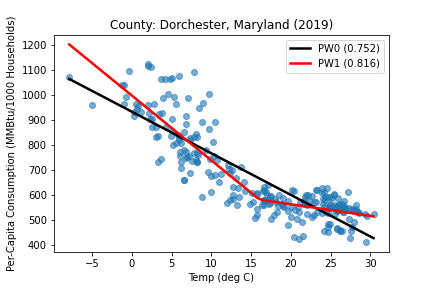 County: Dorchester, Maryland (2019)
Per-Capita Consumption (MMBtu/1000 Households)
1200
1100
1000
900
800
700
600
500
400
PW0 (0.752)
PW1 (0.816)
−5 0 5 10 15 20 25 30
Temp (deg C)